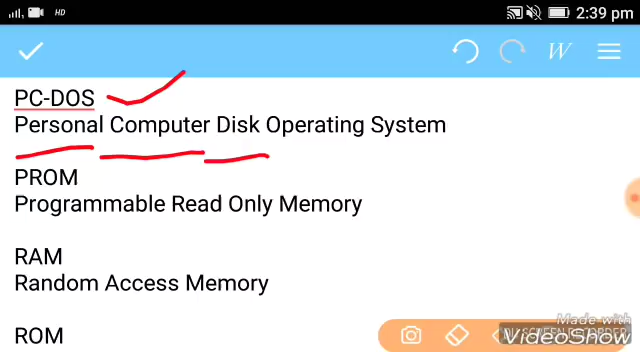 HD 2:39 pm
W
PC-DOS
Personal Computer Disk Operating System
PROM
Programmable Read Only Memory
RAM
Random Access Memory
ROM
Made with
VideoShow